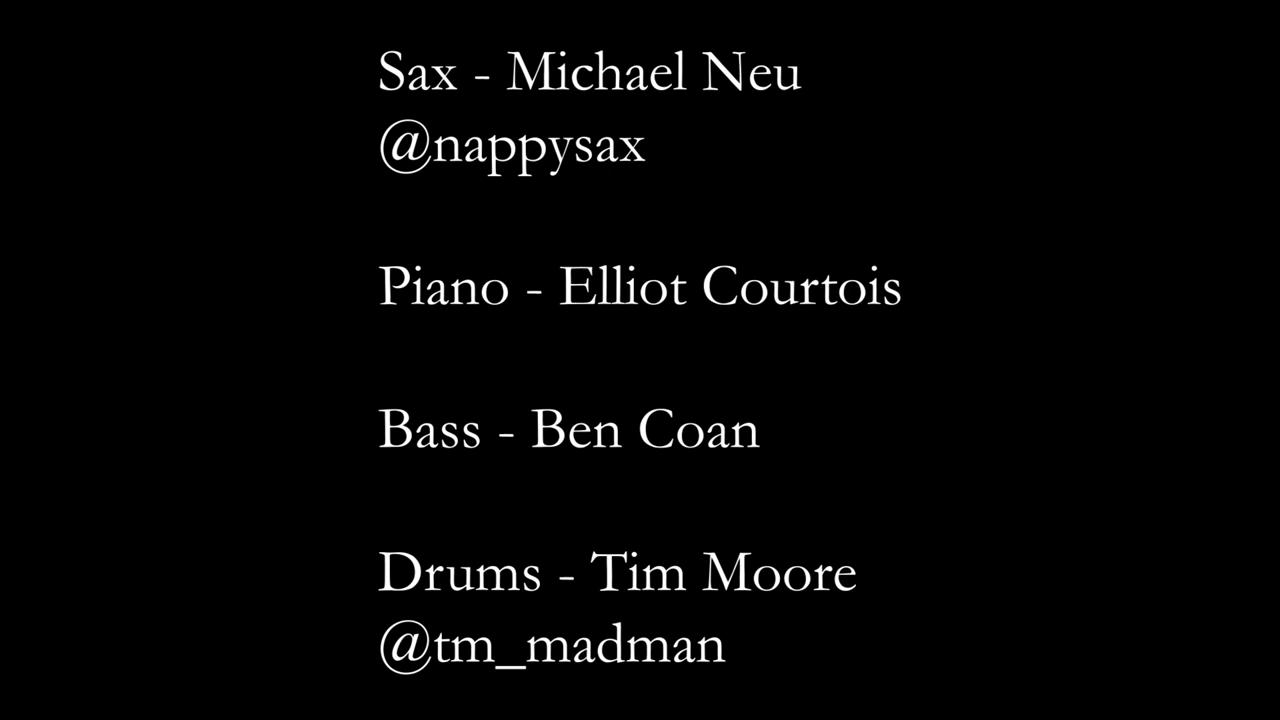 Sax - Michael Neu
@nappysax
Piano - Elliot Courtois
Bass - Ben Coan
Drums - Tim Moore
@tm_madman